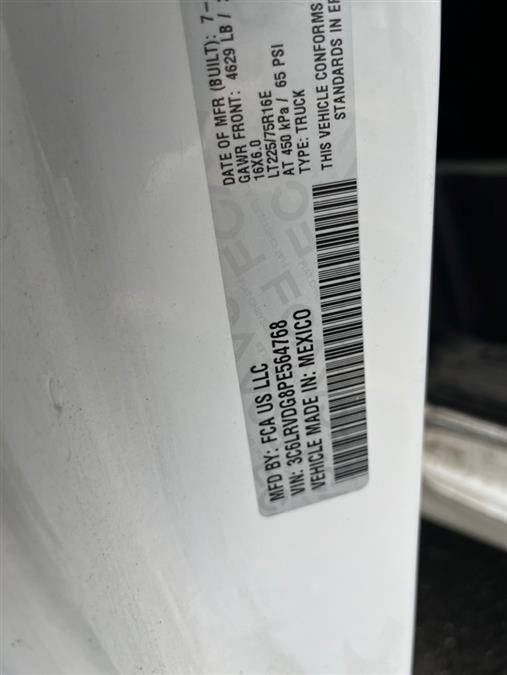 MFD BY: FCA US LLC
VIN: 3C6LRVDG8PE564768
VEHICLE MADE IN: MEXICO
DATE OF MFR (BUILT): 7-
GAWR FRONT: 4629 LB /
16X6.0
LT225/75R16E
AT 450 kPa / 65 PSI
TYPE: TRUCK
THIS VEHICLE CONFORMS
STANDARDS IN EF